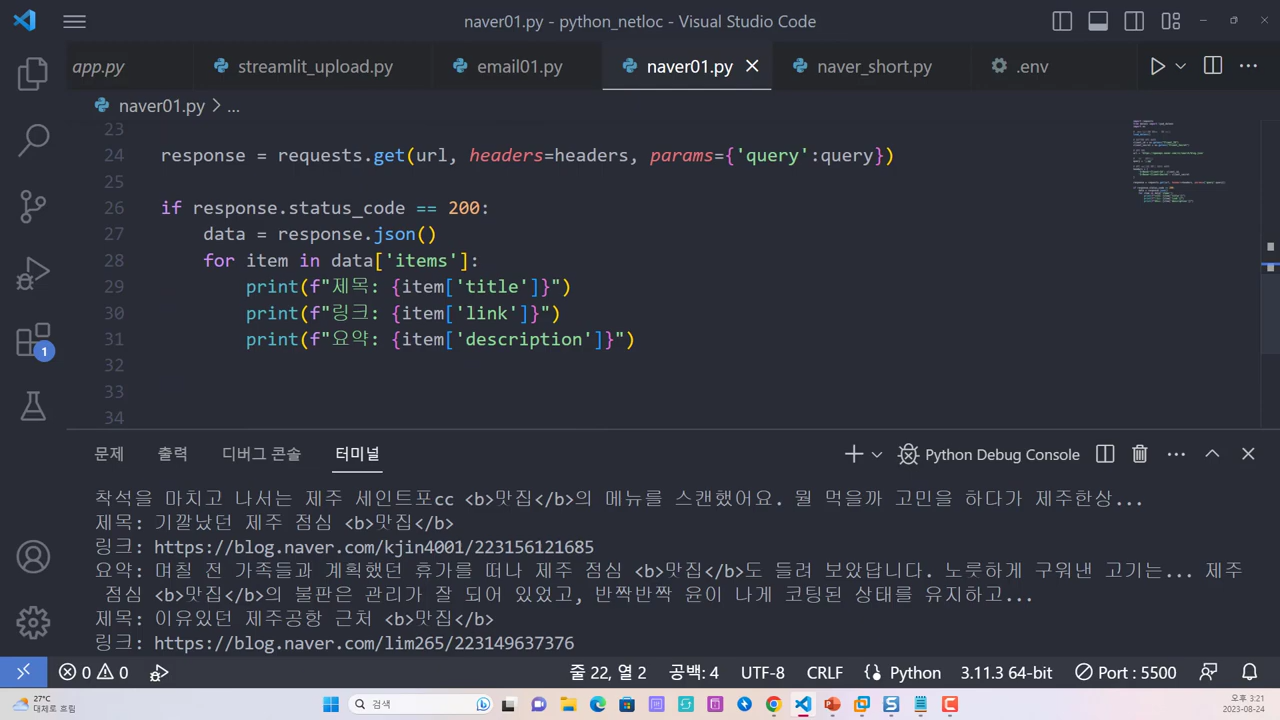 naver01.py - python_netloc - Visual Studio Code
app.py
streamlit_upload.py
email01.py
naver01.py
naver_short.py
.env
naver01.py > ...
23
24 response = requests.get(url, headers=headers, params={'query':query})
25
26 if response.status_code == 200:
27 data = response.json()
28 for item in data['items']:
29 print(f"제목: {item['title']}")
30 print(f"링크: {item['link']}")
31 print(f"요약: {item['description']}")
32
33
34
1
문제 출력 디버그 콘솔 터미널
Python Debug Console
착석을 마치고 나서는 제주 세인트포cc <b>맛집</b>의 메뉴를 스캔했어요. 뭘 먹을까 고민을 하다가 제주한상...
제목: 기깔났던 제주 점심 <b>맛집</b>
링크: https://blog.naver.com/kjin4001/223156121685
요약: 며칠 전 가족들과 계획했던 휴가를 떠나 제주 점심 <b>맛집</b>도 들려 보았답니다. 노릇하게 구워낸 고기는... 제주
점심 <b>맛집</b>의 불판은 관리가 잘 되어 있었고, 반짝반짝 윤이 나게 코팅된 상태를 유지하고...
제목: 이유있던 제주공항 근처 <b>맛집</b>
링크: https://blog.naver.com/lim265/223149637376
0 0 줄 22, 열 2 공백: 4 UTF-8 CRLF Python 3.11.3 64-bit Port : 5500
27°C
대체로 흐림
검색
오후 3:21
2023-08-24